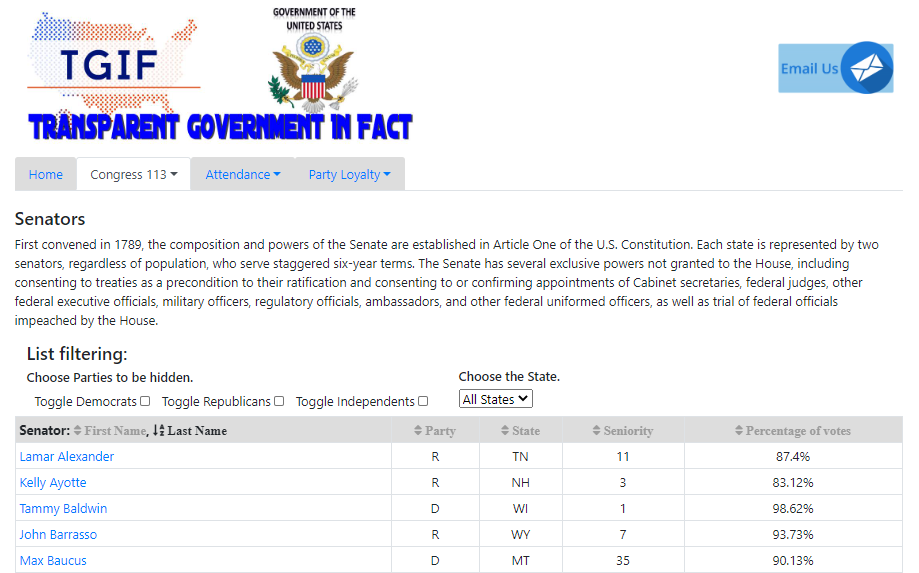 GOVERNMENT OF THE
UNITED STATES
TGIF
TRANSPARENT GOVERNMENT IN FACT
Email Us
Home Congress 113 Attendance Party Loyalty
Senators
First convened in 1789, the composition and powers of the Senate are established in Article One of the U.S. Constitution. Each state is represented by two
senators, regardless of population, who serve staggered six-year terms. The Senate has several exclusive powers not granted to the House, including
consenting to treaties as a precondition to their ratification and consenting to or confirming appointments of Cabinet secretaries, federal judges, other
federal executive officials, military officers, regulatory officials, ambassadors, and other federal uniformed officers, as well as trial of federal officials
impeached by the House.
List filtering:
Choose Parties to be hidden. Choose the State.
Toggle Democrats Toggle Republicans Toggle Independents All States
Senator: First Name, Last Name Party State Seniority Percentage of votes
Lamar Alexander R TN 11 87.4%
Kelly Ayotte R NH 3 83.12%
Tammy Baldwin D WI 1 98.62%
John Barrasso R WY 7 93.73%
Max Baucus D MT 35 90.13%